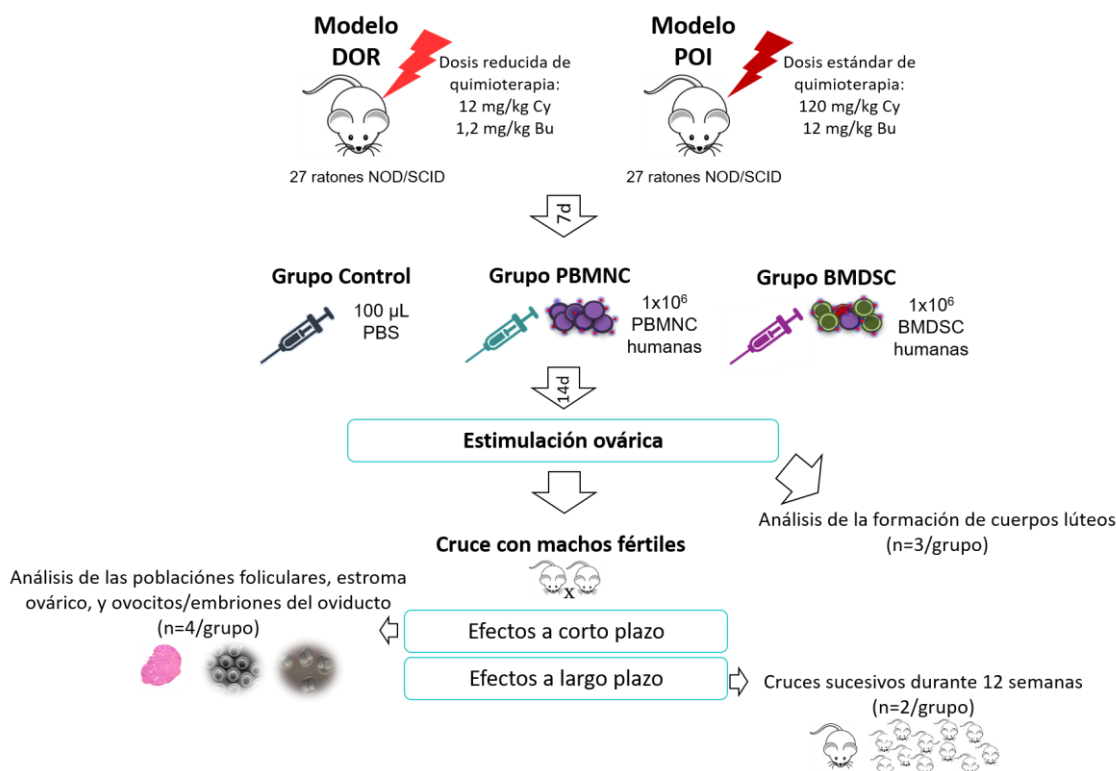 Modelo
DOR
Dosis reducida de
quimioterapia:
12 mg/kg Cy
1,2 mg/kg Bu
27 ratones NOD/SCID
Modelo
POI
Dosis estándar de
quimioterapia:
120 mg/kg Cy
12 mg/kg Bu
27 ratones NOD/SCID
7d
Grupo Control
100 µL
PBS
Grupo PBMNC
1x10⁶
PBMNC
humanas
Grupo BMDSC
1x10⁶
BMDSC
humanas
14d
Estimulación ovárica
Análisis de la formación de cuerpos lúteos
(n=3/grupo)
Cruce con machos fértiles
x
Análisis de las poblaciónes foliculares, estroma
ovárico, y ovocitos/embriones del oviducto
(n=4/grupo)
Efectos a corto plazo
Efectos a largo plazo
Cruces sucesivos durante 12 semanas
(n=2/grupo)